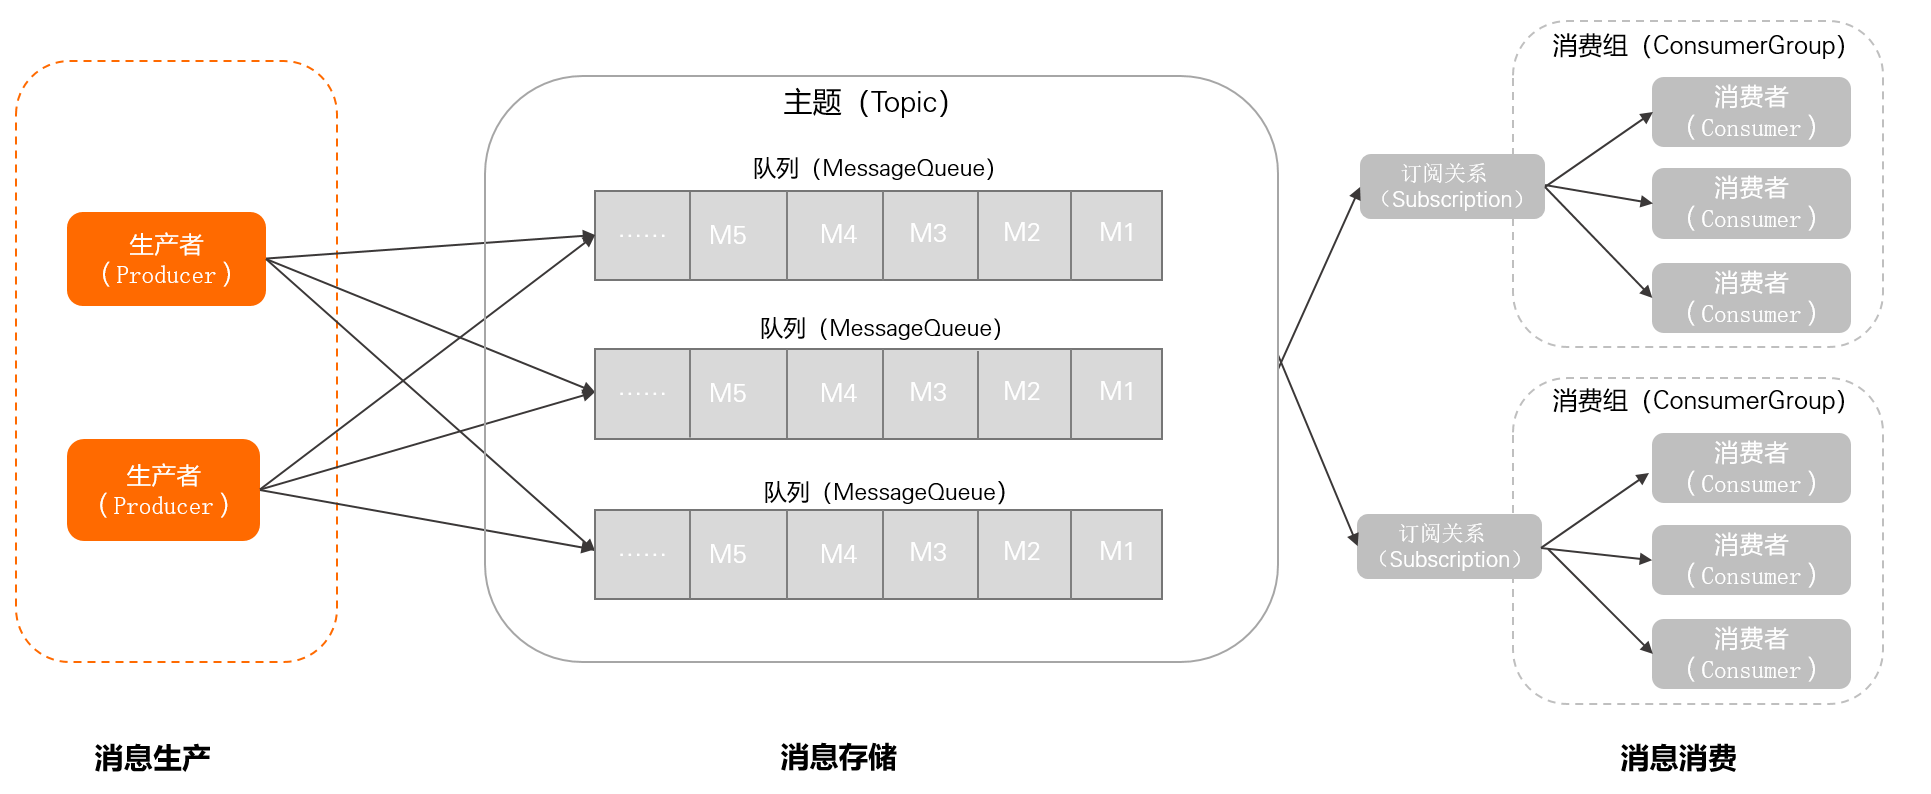 生产者
（Producer）
生产者
（Producer）
消息生产
主题（Topic）
队列（MessageQueue）
…… M5 M4 M3 M2 M1
队列（MessageQueue）
…… M5 M4 M3 M2 M1
队列（MessageQueue）
…… M5 M4 M3 M2 M1
消息存储
订阅关系
（Subscription）
消费组（ConsumerGroup）
消费者
（Consumer）
消费者
（Consumer）
消费者
（Consumer）
订阅关系
（Subscription）
消费组（ConsumerGroup）
消费者
（Consumer）
消费者
（Consumer）
消费者
（Consumer）
消息消费